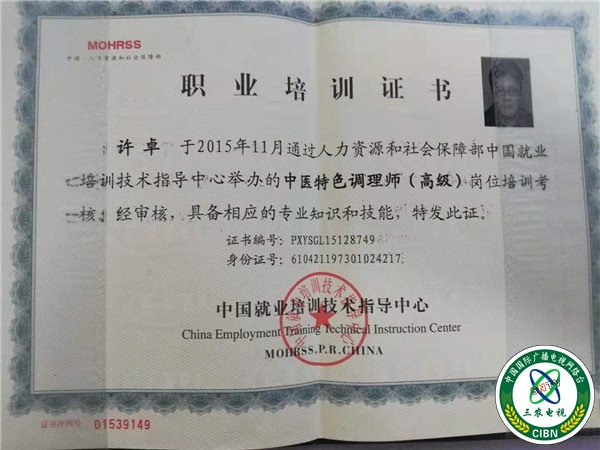 MOHRSS
中国·人力资源和社会保障部
职业培训证书
许卓 于2015年11月通过人力资源和社会保障部中国就业
培训技术指导中心举办的中医特色调理师（高级）岗位培训考
核。经审核，具备相应的专业知识和技能，特发此证。
证书编号：PXYSGL15128749
身份证号：610421197301024217
中国就业培训技术指导中心
China Employment Training Technical Instruction Center
MOHRSS.P.R.CHINA
证书序列号 01539149
中国国际广播电视网络台
三农电视
CIBN